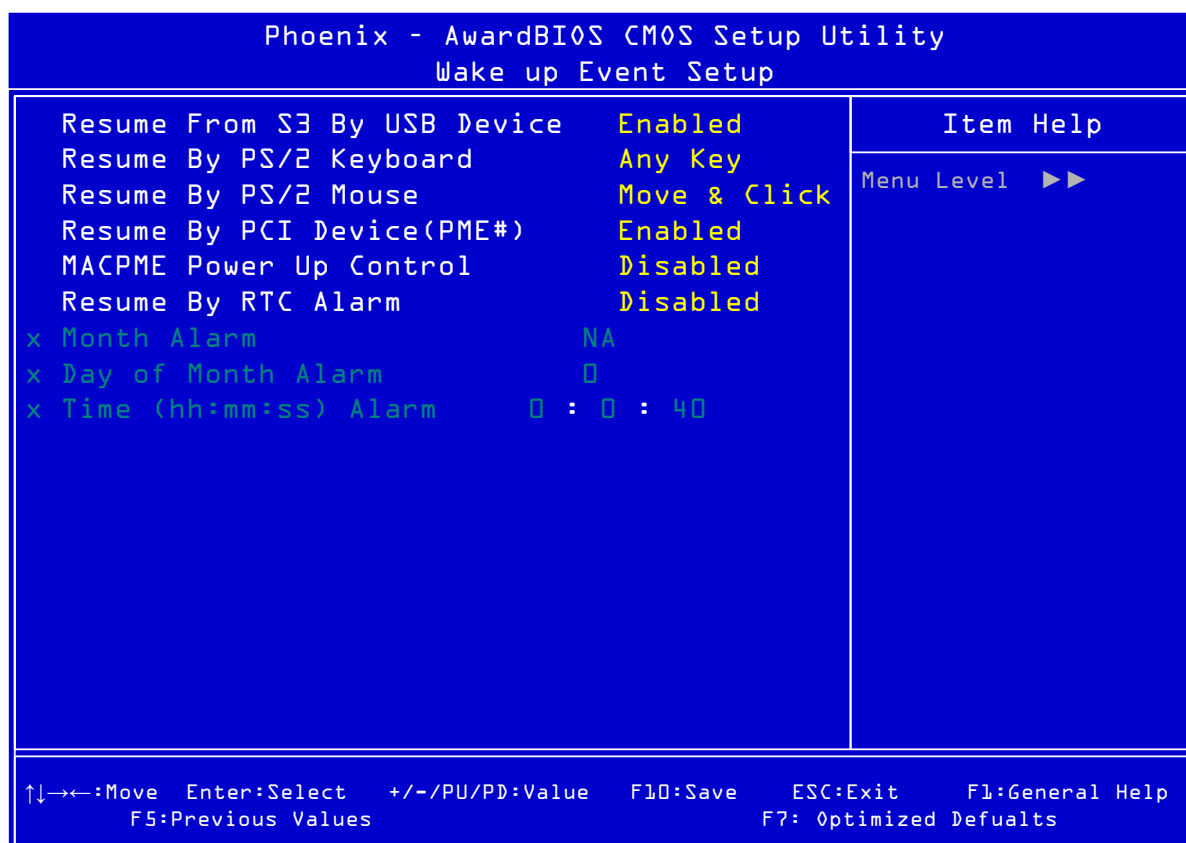 Phoenix - AwardBIOS CMOS Setup Utility
Wake up Event Setup
Resume From S3 By USB Device Enabled
Resume By PS/2 Keyboard Any Key
Resume By PS/2 Mouse Move & Click
Resume By PCI Device(PME#) Enabled
MACPME Power Up Control Disabled
Resume By RTC Alarm Disabled
x Month Alarm NA
x Day of Month Alarm 0
x Time (hh:mm:ss) Alarm 0 : 0 : 40
Item Help
Menu Level ►►
↑↓→←:Move Enter:Select +/-/PU/PD:Value F10:Save ESC:Exit F1:General Help
F5:Previous Values F7: Optimized Defualts